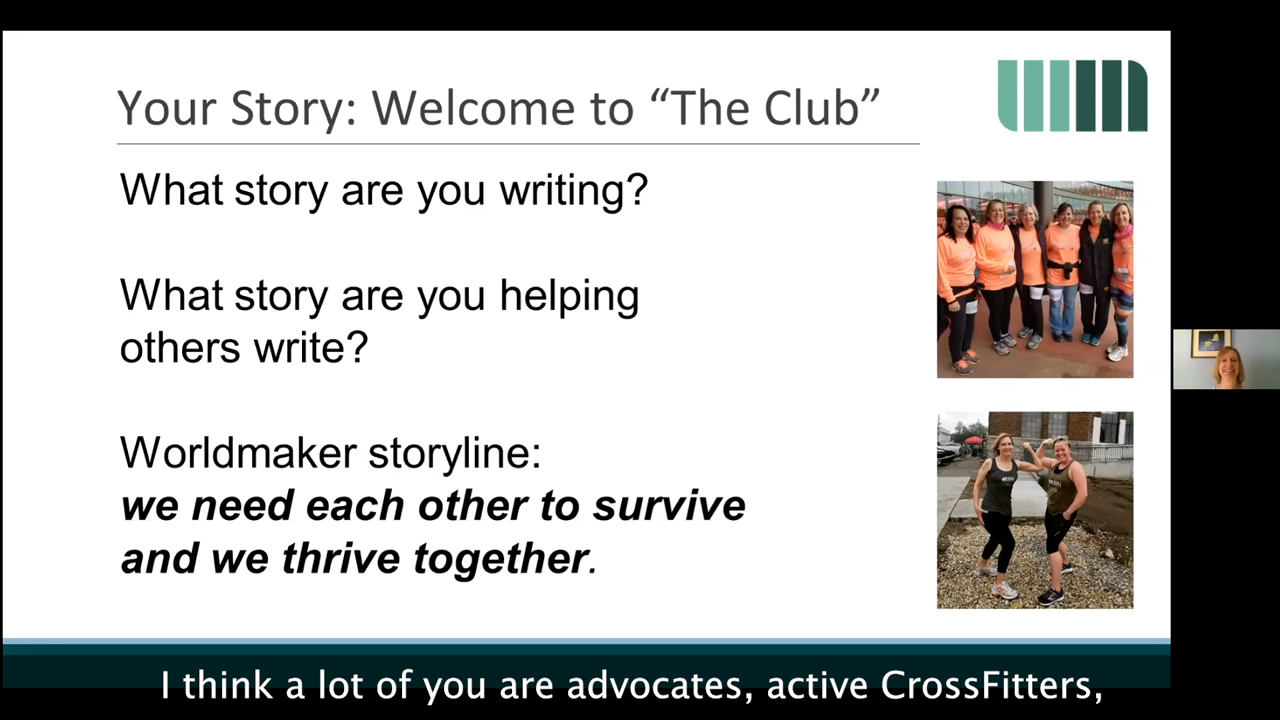 Your Story: Welcome to “The Club”
What story are you writing?
What story are you helping
others write?
Worldmaker storyline:
we need each other to survive
and we thrive together.
I think a lot of you are advocates, active CrossFitters,